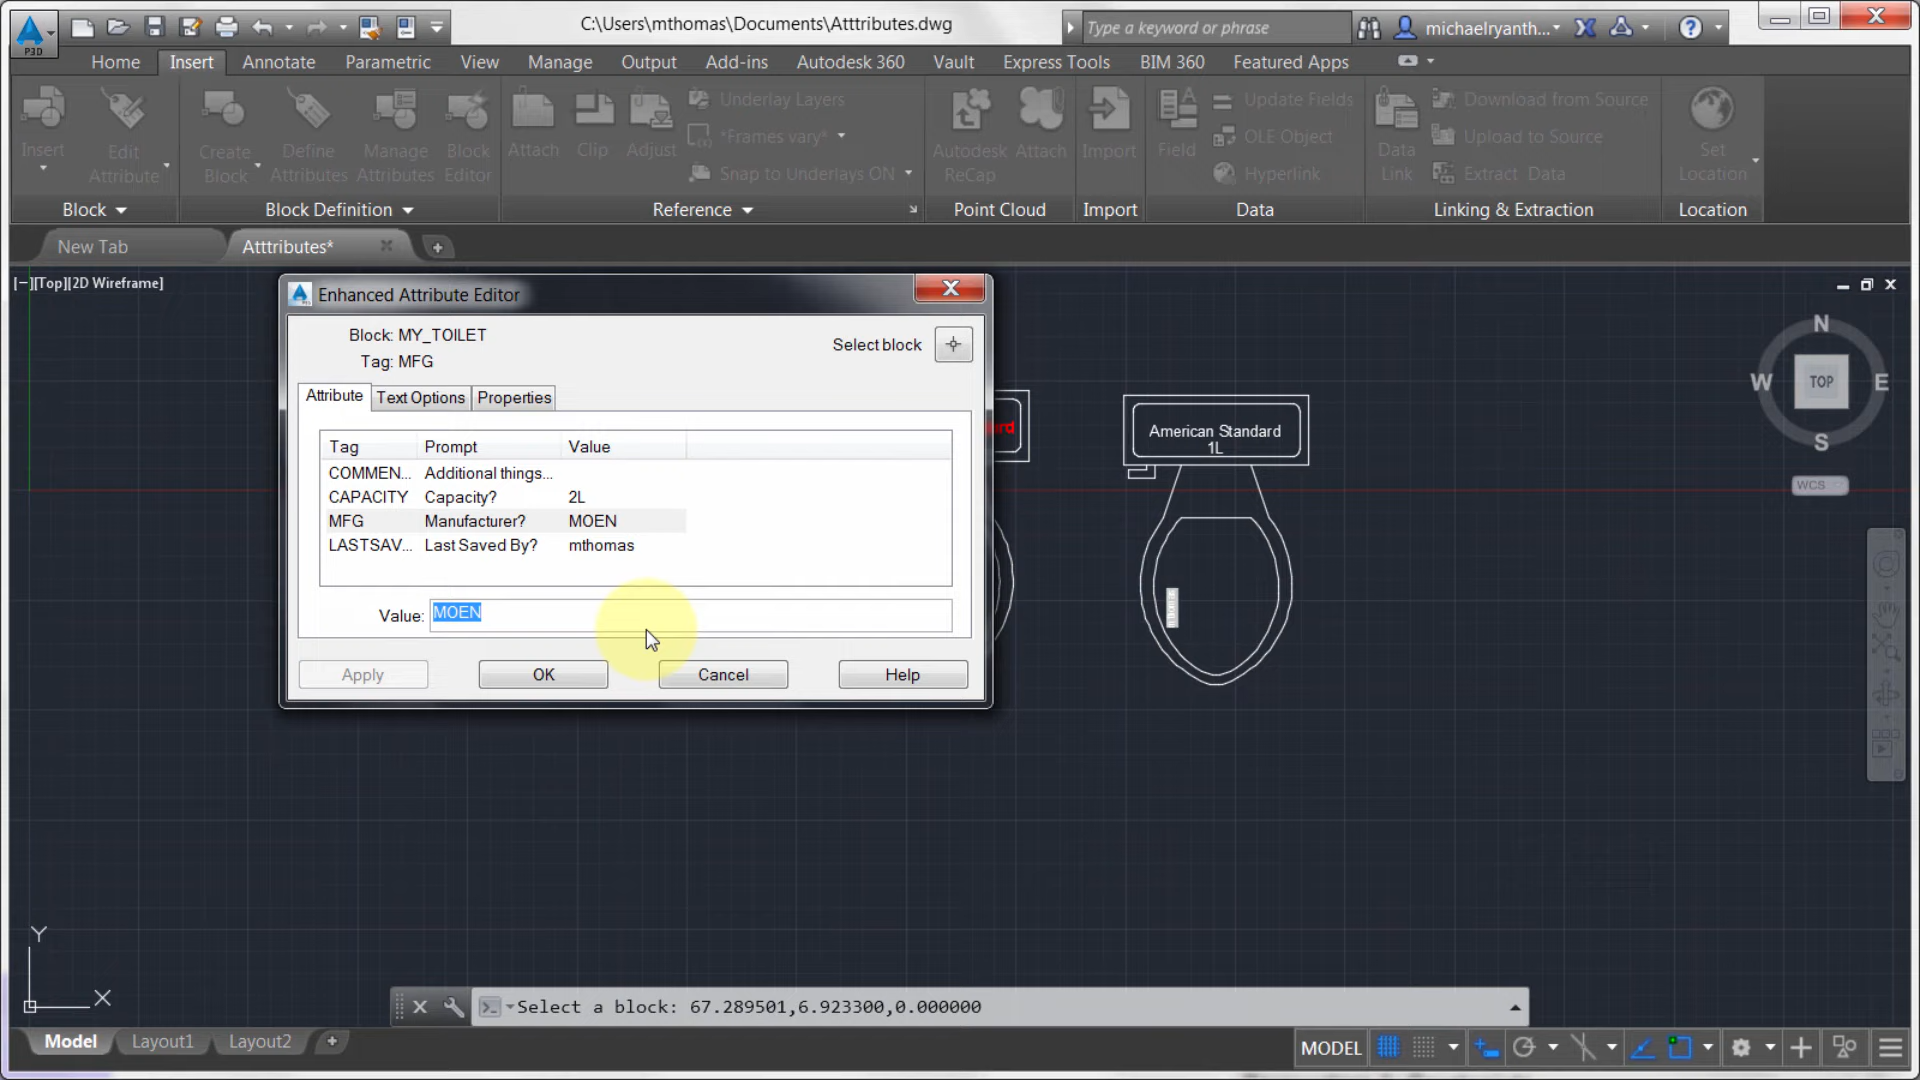 C:\Users\mthomas\Documents\Atttributes.dwg
Type a keyword or phrase
michaelryanth...
P3D
Home Insert Annotate Parametric View Manage Output Add-ins Autodesk 360 Vault Express Tools BIM 360 Featured Apps
Insert
Edit Attribute
Create Block
Define Attributes
Manage Attributes
Block Editor
Attach
Clip
Adjust
Underlay Layers
*Frames vary*
Snap to Underlays ON
Autodesk ReCap
Attach
Import
Field
Update Fields
OLE Object
Hyperlink
Data Link
Download from Source
Upload to Source
Extract Data
Set Location
Block
Block Definition
Reference
Point Cloud
Import
Data
Linking & Extraction
Location
New Tab
Atttributes*
[−][Top][2D Wireframe]
Enhanced Attribute Editor
Block: MY_TOILET
Tag: MFG
Select block
Attribute Text Options Properties
Tag Prompt Value
COMMEN... Additional things...
CAPACITY Capacity? 2L
MFG Manufacturer? MOEN
LASTSAV... Last Saved By? mthomas
Value: MOEN
Apply OK Cancel Help
American Standard
1L
N
W TOP E
S
WCS
Y
X
Select a block: 67.289501,6.923300,0.000000
Model Layout1 Layout2
MODEL